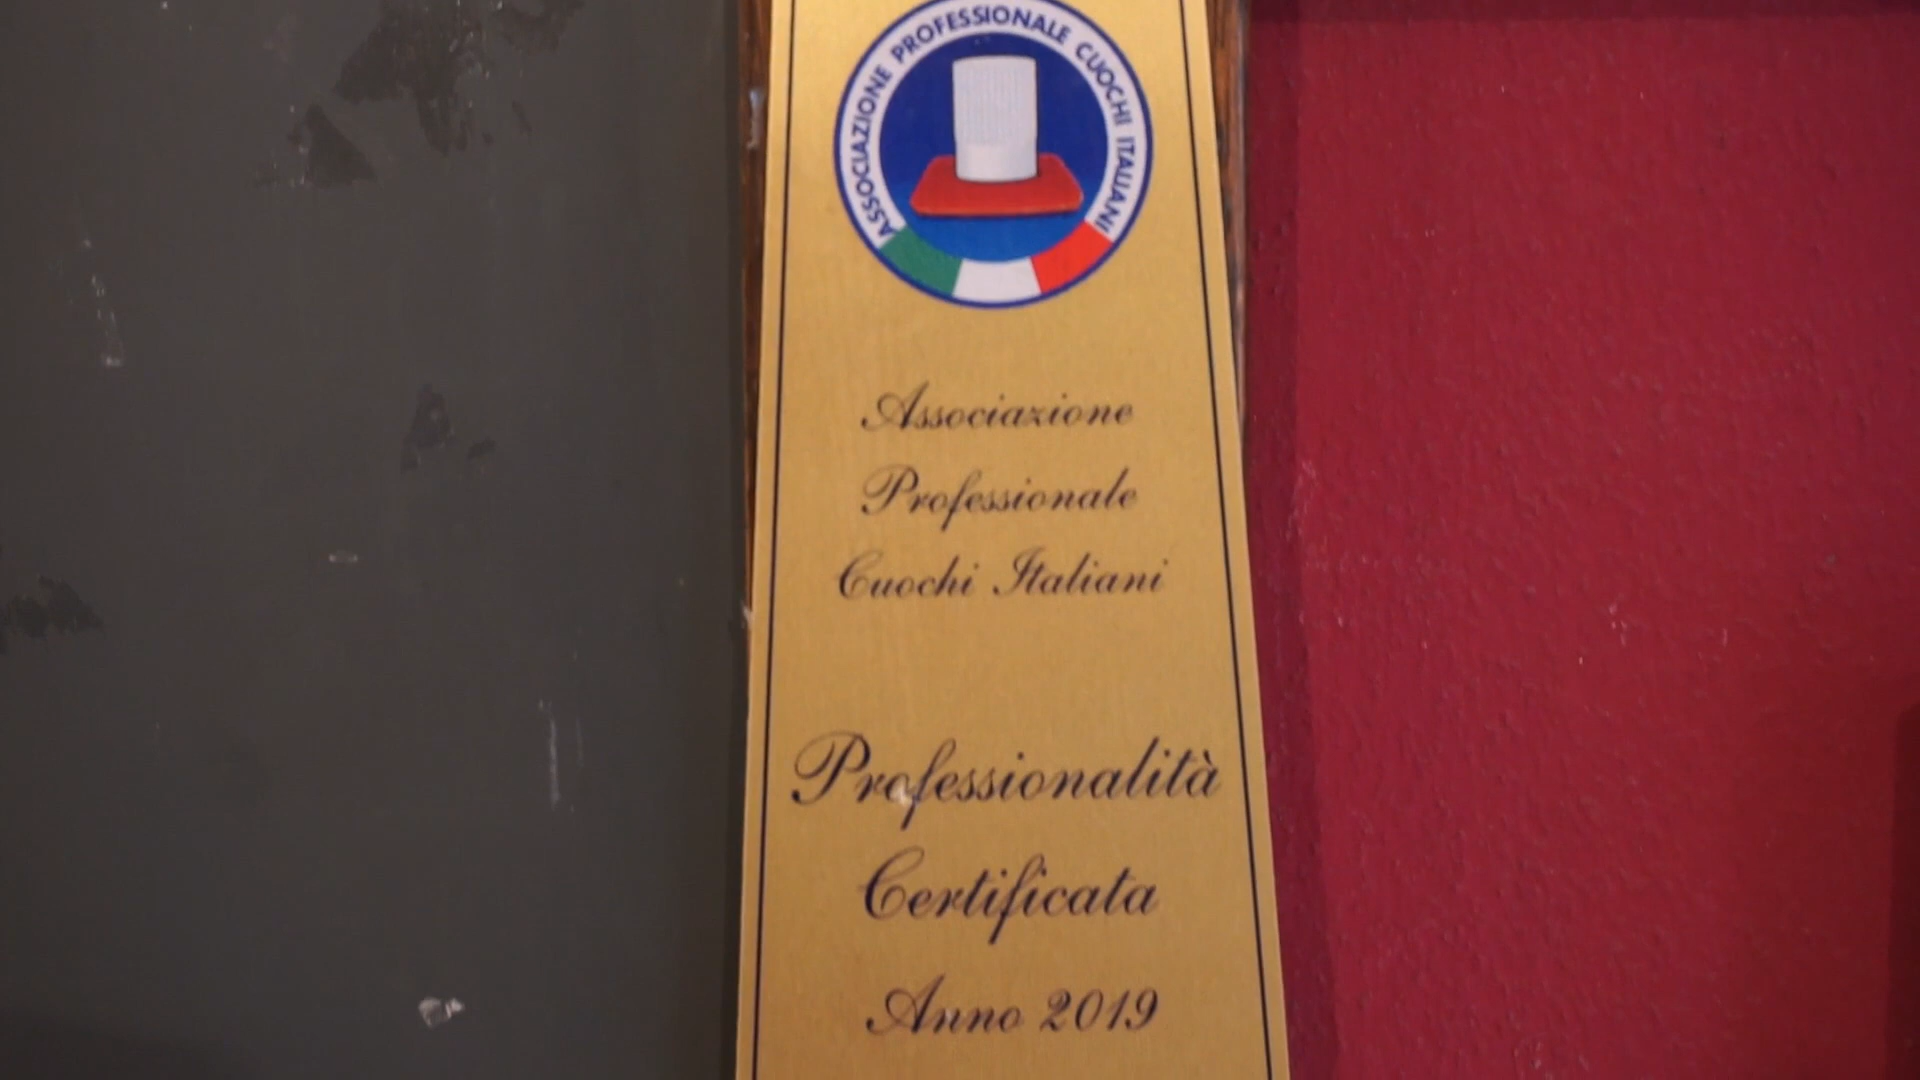 ASSOCIAZIONE PROFESSIONALE CUOCHI ITALIANI
Associazione
Professionale
Cuochi Italiani
Professionalità
Certificata
Anno 2019